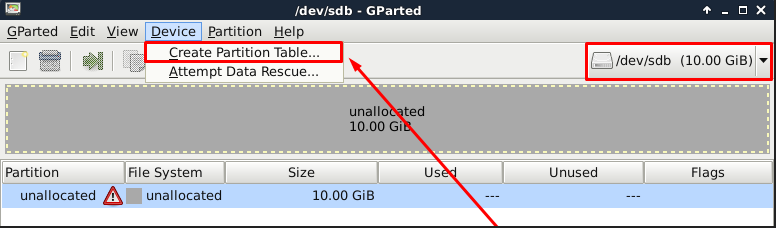 /dev/sdb - GParted
GParted Edit View Device Partition Help
Create Partition Table...
/dev/sdb (10.00 GiB)
Attempt Data Rescue...
unallocated
10.00 GiB
Partition File System Size Used Unused Flags
unallocated unallocated 10.00 GiB --- ---